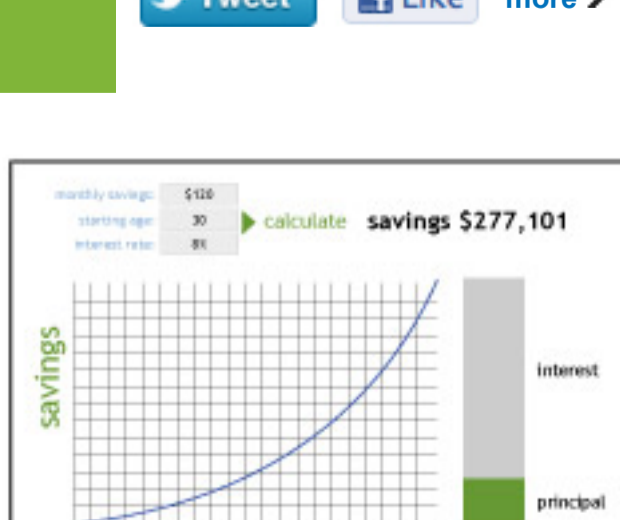 Tweet Like more
monthly savings: $120
starting age: 30
interest rate: 8%
calculate savings $277,101
savings
interest
principal